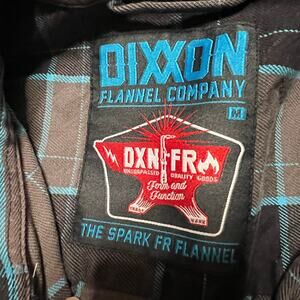 DIXXON
FLANNEL COMPANY
M
DXN-FR
UNSURPASSED QUALITY GOODS
Form and
Function
THE SPARK FR FLANNEL